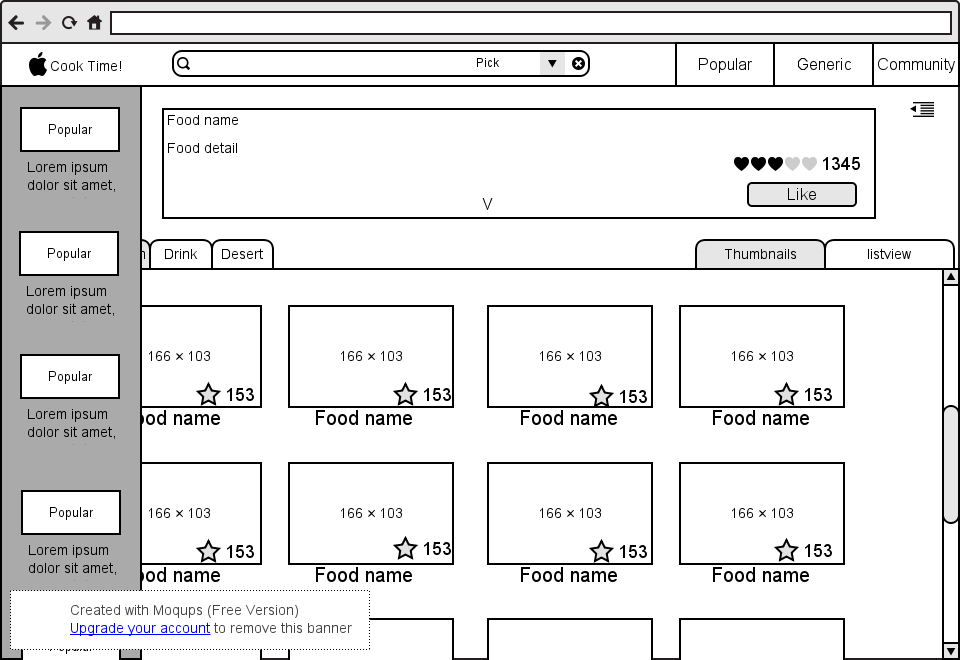 Cook Time!
Pick
Popular
Generic
Community
Popular
Lorem ipsum
dolor sit amet,
Popular
Lorem ipsum
dolor sit amet,
Popular
Lorem ipsum
dolor sit amet,
Popular
Lorem ipsum
dolor sit amet,
Food name
Food detail
1345
Like
V
Drink
Desert
Thumbnails
listview
166 × 103
166 × 103
166 × 103
166 × 103
153
153
153
153
ood name
Food name
Food name
Food name
166 × 103
166 × 103
166 × 103
166 × 103
153
153
153
153
ood name
Food name
Food name
Food name
Created with Moqups (Free Version)
Upgrade your account to remove this banner